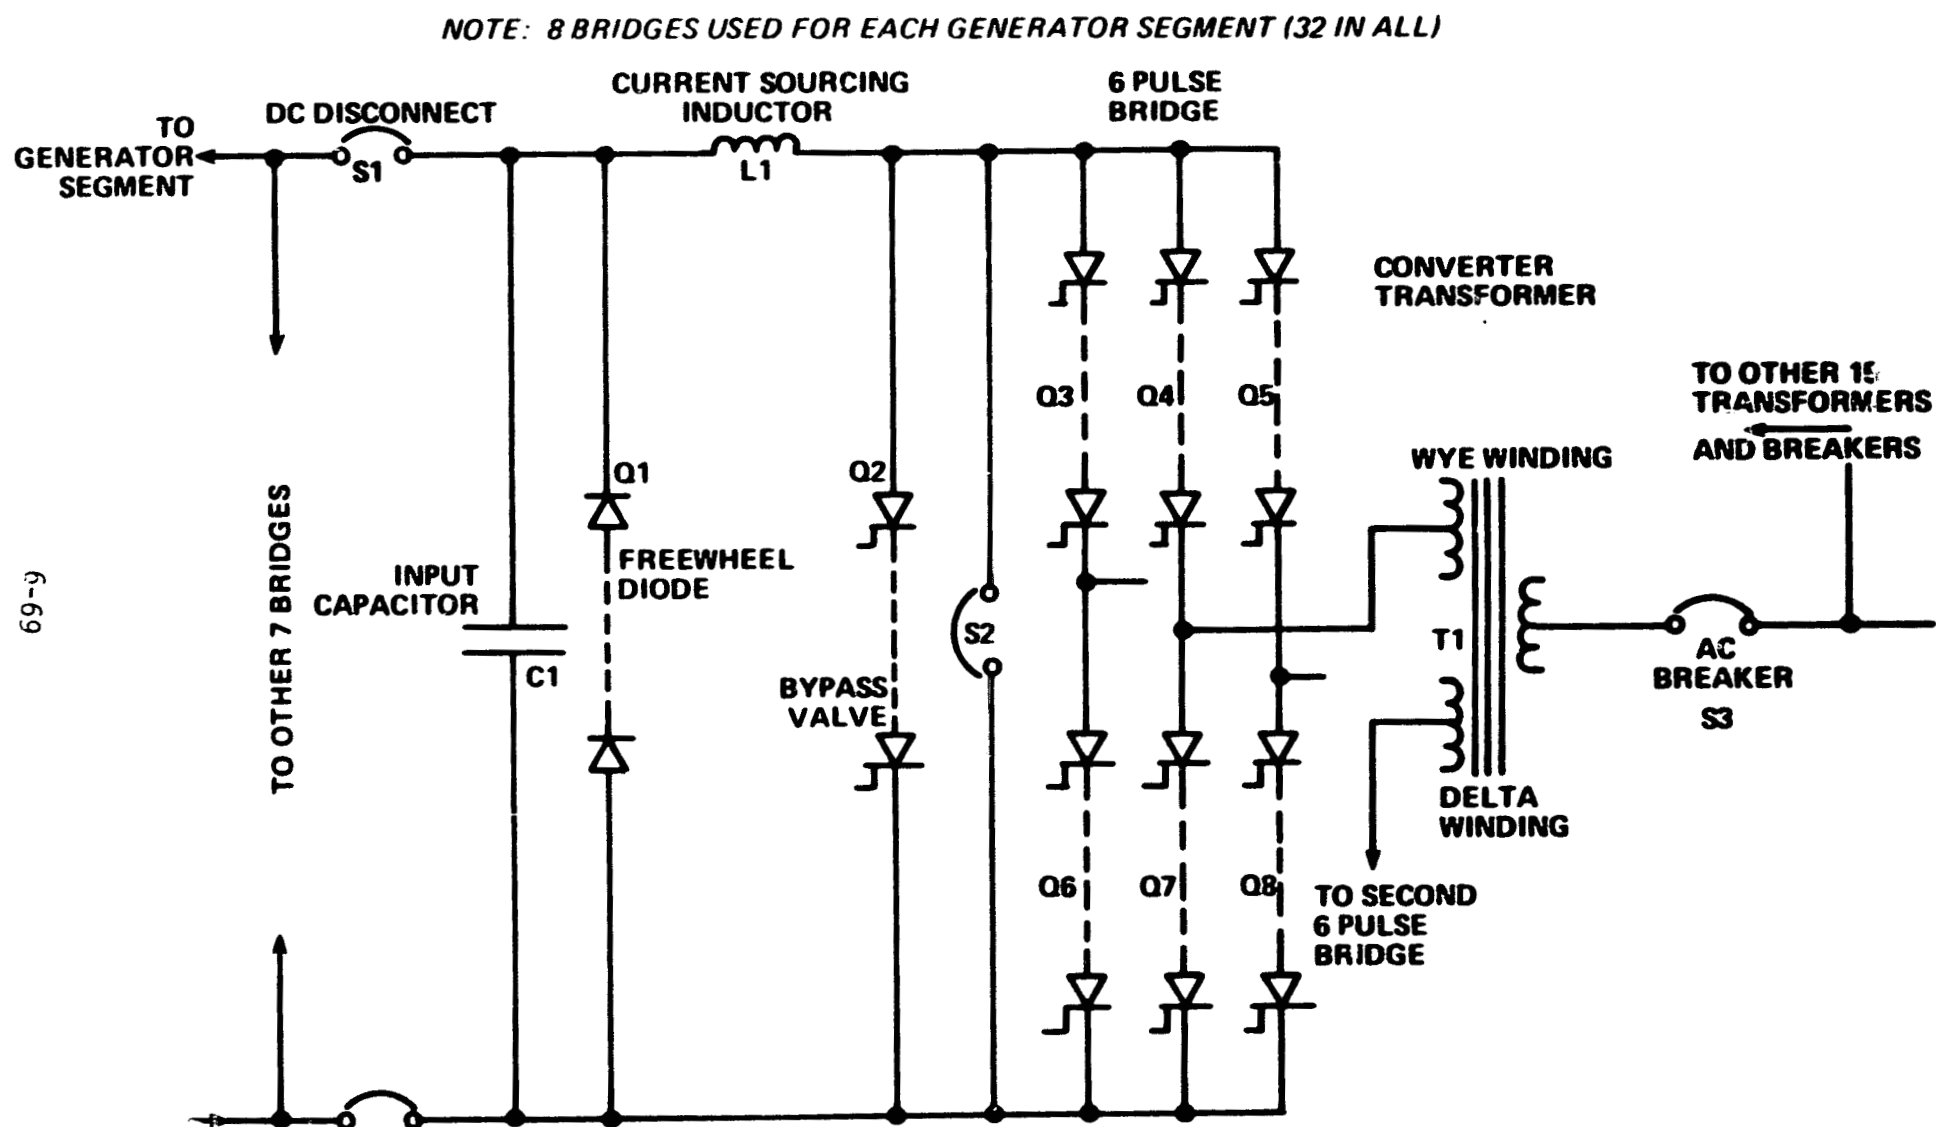 NOTE: 8 BRIDGES USED FOR EACH GENERATOR SEGMENT (32 IN ALL)
CURRENT SOURCING
INDUCTOR
6 PULSE
BRIDGE
DC DISCONNECT
TO
GENERATOR
SEGMENT
S1
L1
CONVERTER
TRANSFORMER
TO OTHER
TRANSFORMERS
AND BREAKERS
Q3
Q4
Q5
WYE WINDING
Q1
Q2
FREEWHEEL
DIODE
INPUT
CAPACITOR
C1
TO OTHER 7 BRIDGES
S2
BYPASS
VALVE
T1
AC
BREAKER
S3
DELTA
WINDING
Q6
Q7
Q8
TO SECOND
6 PULSE
BRIDGE
6-69